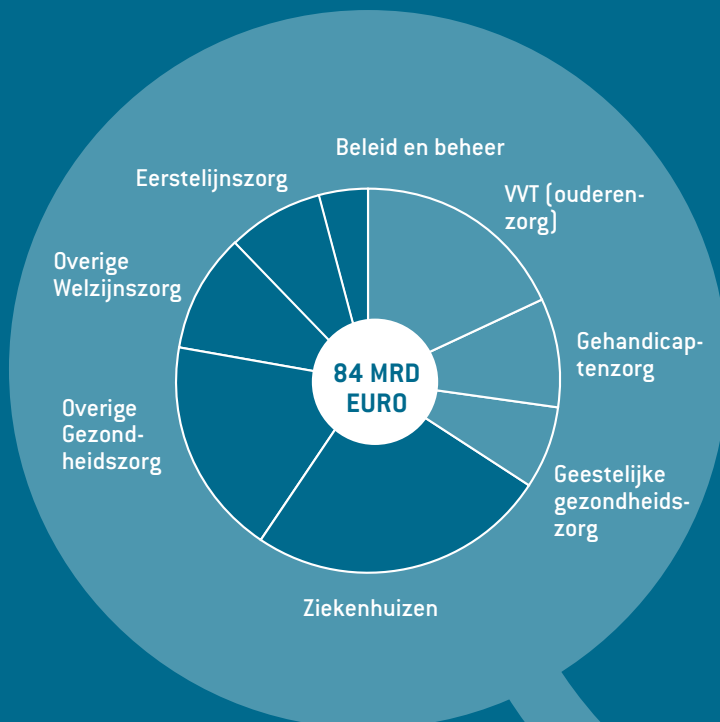 Beleid en beheer
Eerstelijnszorg
VVT (ouderen-
zorg)
Overige
Welzijnszorg
Gehandicap-
tenzorg
84 MRD
EURO
Overige
Gezond-
heidszorg
Geestelijke
gezondheids-
zorg
Ziekenhuizen